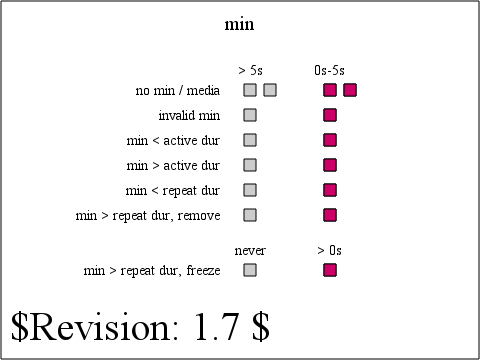 min
> 5s 0s-5s
no min / media
invalid min
min < active dur
min > active dur
min < repeat dur
min > repeat dur, remove
never > 0s
min > repeat dur, freeze
$Revision: 1.7 $